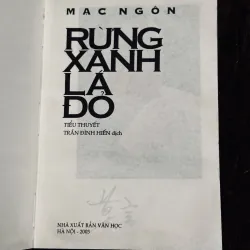 MẠC NGÔN
RỪNG
XANH
LÁ
ĐỎ
TIỂU THUYẾT
TRẦN ĐÌNH HIẾN dịch
NHÀ XUẤT BẢN VĂN HỌC
HÀ NỘI - 2003